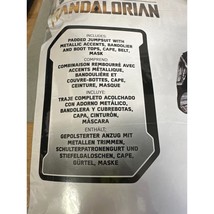 MANDALORIAN
INCLUDES:
PADDED JUMPSUIT WITH
METALLIC ACCENTS, BANDOLIER
AND BOOT TOPS, CAPE, BELT,
MASK
COMPREND:
COMBINAISON REMBOURRÉ AVEC
ACCENTS MÉTALLIQUE,
BANDOULIÈRE ET
COUVRE-BOTTES, CAPE,
CEINTURE, MASQUE
INCLUYE:
TRAJE COMPLETO ACOLCHADO
CON ADORNO METÁLICO,
BANDOLERA Y CUBREBOTAS,
CAPA, CINTURÓN,
MÁSCARA
ENTHÄLT:
GEPOLSTERTER ANZUG MIT
METALLEN TRIMMEN,
SCHULTERPATRONENGURT UND
STIEFELBALOSCHEN, CAPE,
GÜRTEL, MASKE